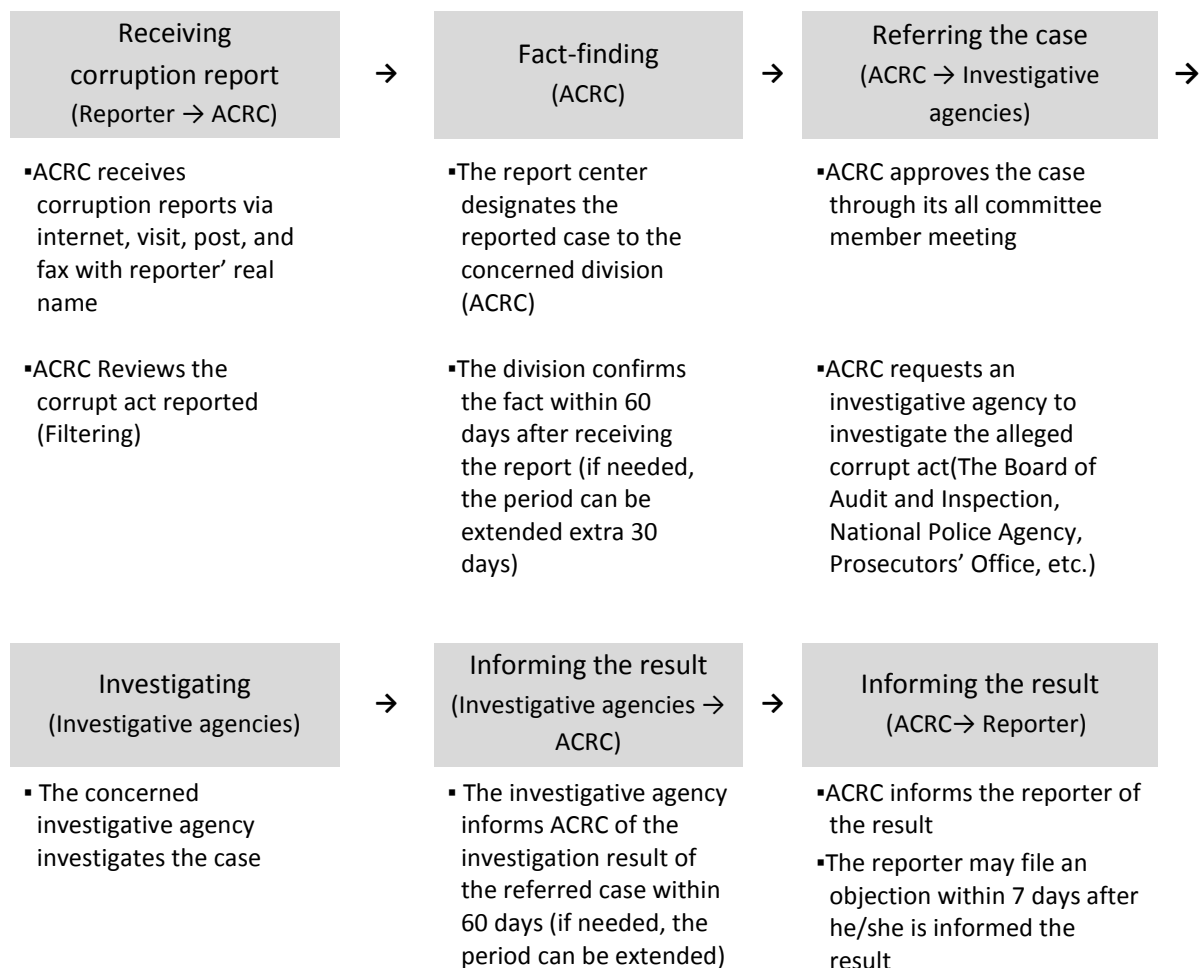 Receiving
corruption report
(Reporter → ACRC)
→
Fact-finding
(ACRC)
→
Referring the case
(ACRC → Investigative
agencies)
→
▪ACRC receives
corruption reports via
internet, visit, post, and
fax with reporter’ real
name
▪ACRC Reviews the
corrupt act reported
(Filtering)
▪The report center
designates the
reported case to the
concerned division
(ACRC)
▪The division confirms
the fact within 60
days after receiving
the report (if needed,
the period can be
extended extra 30
days)
▪ACRC approves the case
through its all committee
member meeting
▪ACRC requests an
investigative agency to
investigate the alleged
corrupt act(The Board of
Audit and Inspection,
National Police Agency,
Prosecutors’ Office, etc.)
Investigating
(Investigative agencies)
→
Informing the result
(Investigative agencies →
ACRC)
→
Informing the result
(ACRC→ Reporter)
▪ The concerned
investigative agency
investigates the case
▪ The investigative agency
informs ACRC of the
investigation result of
the referred case within
60 days (if needed, the
period can be extended)
▪ACRC informs the reporter of
the result
▪The reporter may file an
objection within 7 days after
he/she is informed the
result